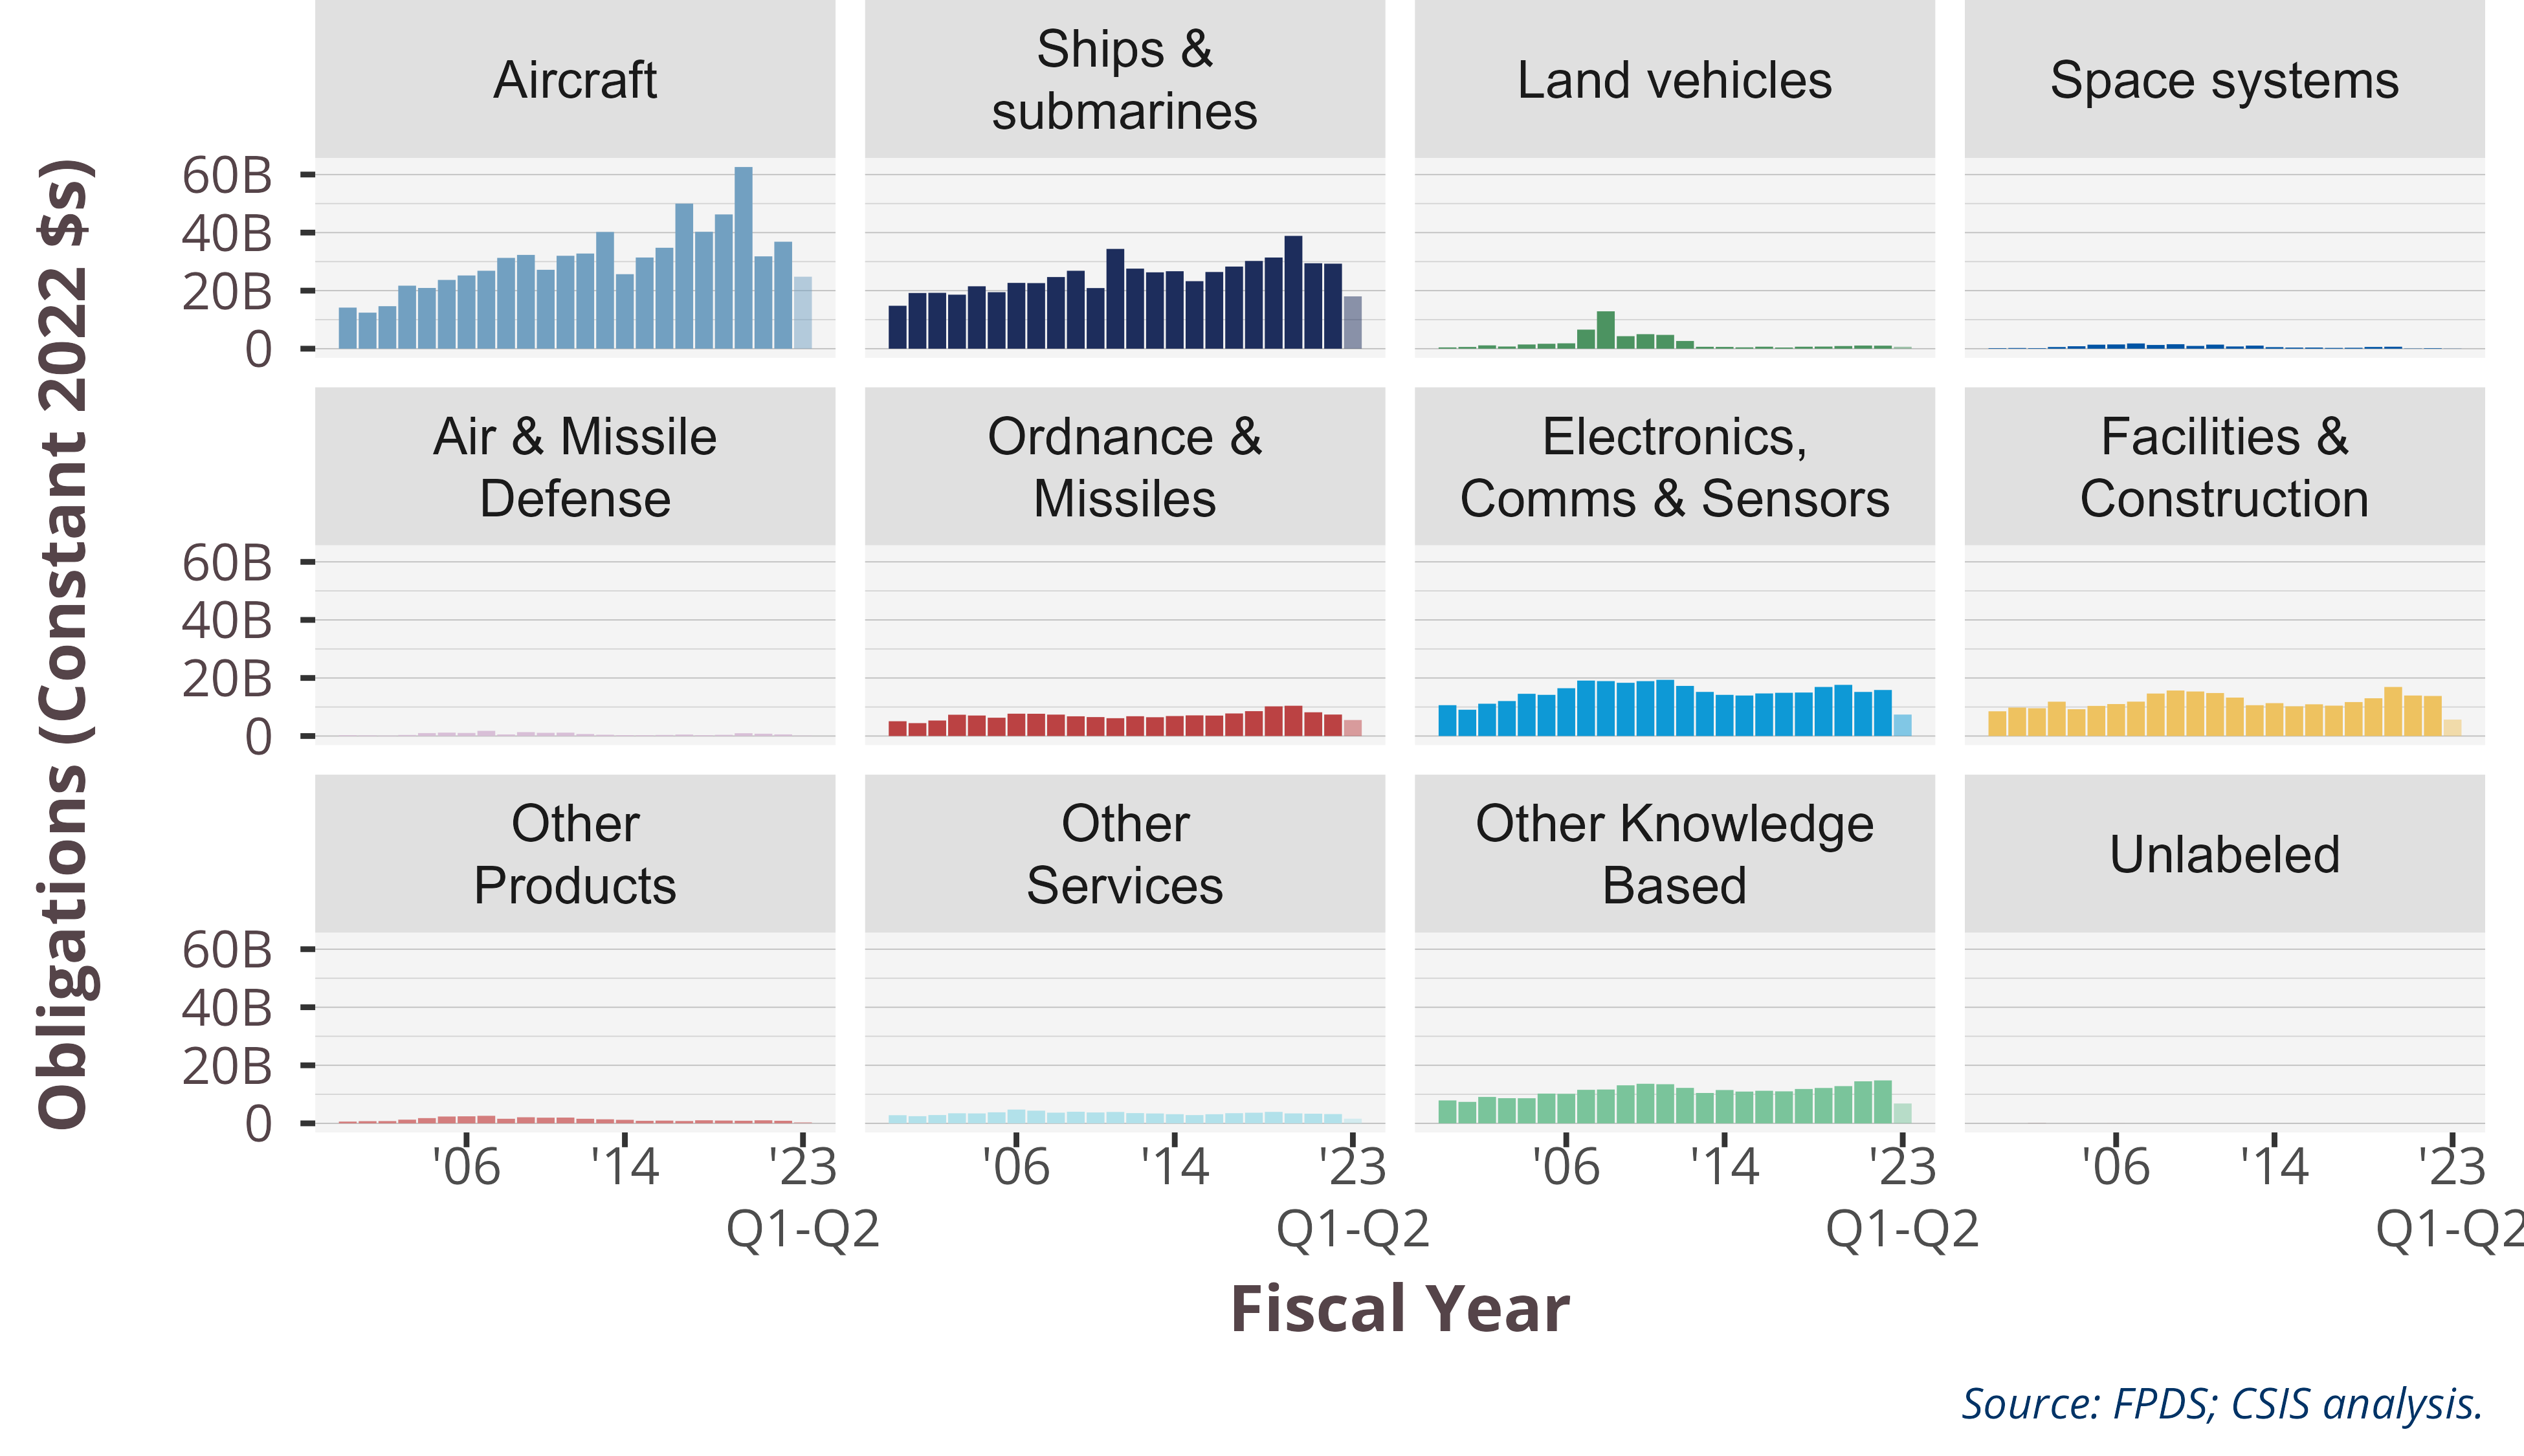 Obligations (Constant 2022 $s)
Aircraft
Ships &
submarines
Land vehicles
Space systems
60B
40B
20B
0
Air & Missile
Defense
Ordnance &
Missiles
Electronics,
Comms & Sensors
Facilities &
Construction
60B
40B
20B
0
Other
Products
Other
Services
Other Knowledge
Based
Unlabeled
60B
40B
20B
0
'06 '14 '23
Q1-Q2
'06 '14 '23
Q1-Q2
'06 '14 '23
Q1-Q2
'06 '14 '23
Q1-Q2
Fiscal Year
Source: FPDS; CSIS analysis.